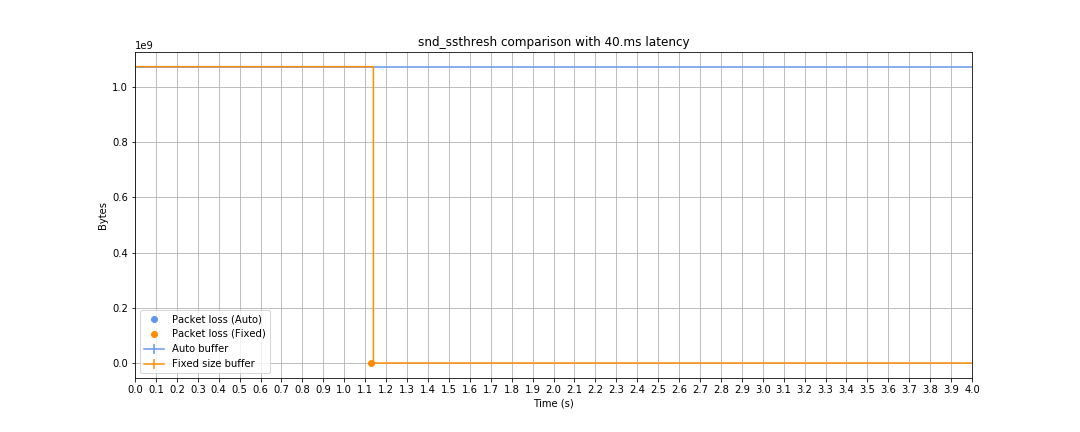 snd_ssthresh comparison with 40.ms latency
1e9
1.0
0.8
0.6
0.4
0.2
0.0
Bytes
Packet loss (Auto)
Packet loss (Fixed)
Auto buffer
Fixed size buffer
0.0 0.1 0.2 0.3 0.4 0.5 0.6 0.7 0.8 0.9 1.0 1.1 1.2 1.3 1.4 1.5 1.6 1.7 1.8 1.9 2.0 2.1 2.2 2.3 2.4 2.5 2.6 2.7 2.8 2.9 3.0 3.1 3.2 3.3 3.4 3.5 3.6 3.7 3.8 3.9 4.0
Time (s)